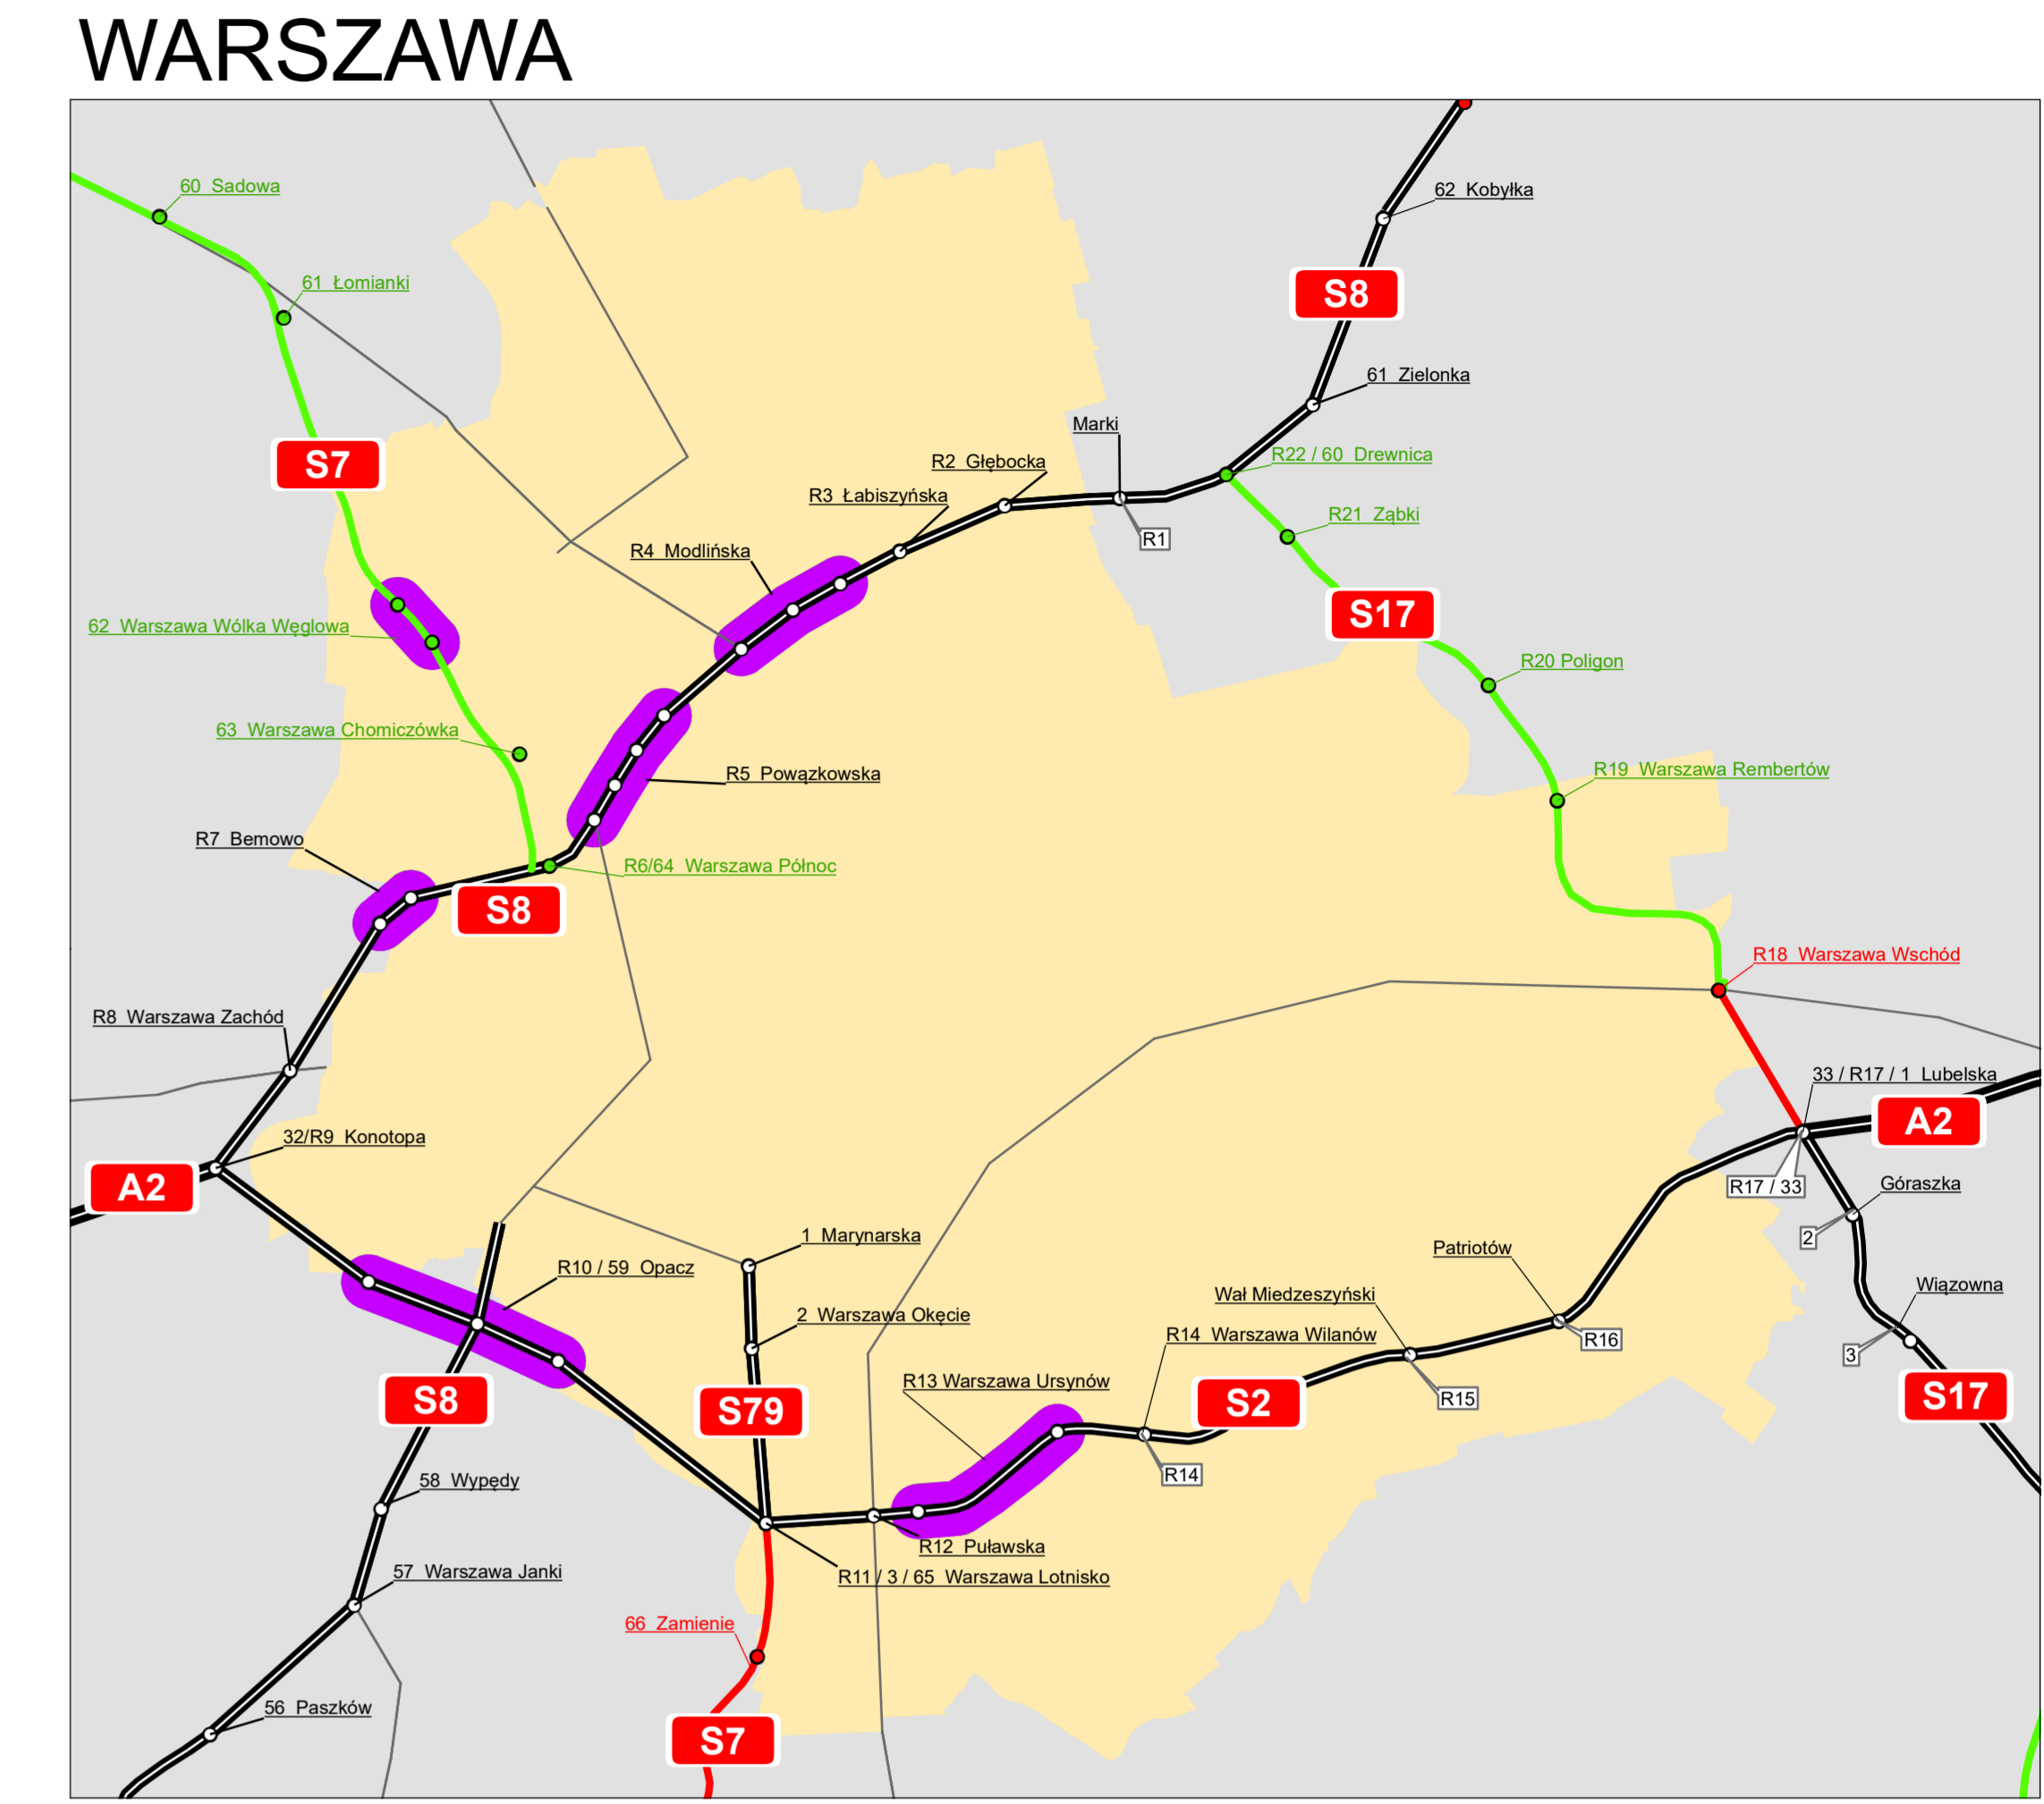 WARSZAWA
60 Sadowa
62 Kobyłka
61 Łomianki
S8
61 Zielonka
Marki
S7
R2 Głębocka
R22 / 60 Drewnica
R3 Łabiszyńska
R21 Ząbki
R1
R4 Modlińska
S17
62 Warszawa Wólka Węglowa
R20 Poligon
63 Warszawa Chomiczówka
R5 Powązkowska
R19 Warszawa Rembertów
R7 Bemowo
R6/64 Warszawa Północ
S8
R18 Warszawa Wschód
R8 Warszawa Zachód
33 / R17 / 1 Lubelska
A2
32/R9 Konotopa
A2
R17 / 33
Góraszka
1 Marynarska
2
Patriotów
R10 / 59 Opacz
Wał Miedzeszyński
Wiązowna
2 Warszawa Okęcie
R14 Warszawa Wilanów
R16
3
R13 Warszawa Ursynów
S8
S79
S2
R15
S17
58 Wypędy
R14
R12 Puławska
57 Warszawa Janki
R11 / 3 / 65 Warszawa Lotnisko
66 Zamienie
56 Paszków
S7